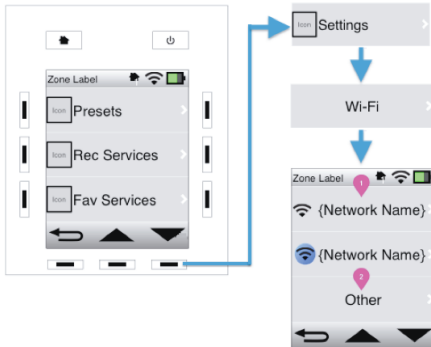 Zone Label
Icon Presets
Icon Rec Services
Icon Fav Services
Icon Settings
Wi-Fi
Zone Label
1
{Network Name}
{Network Name}
2
Other